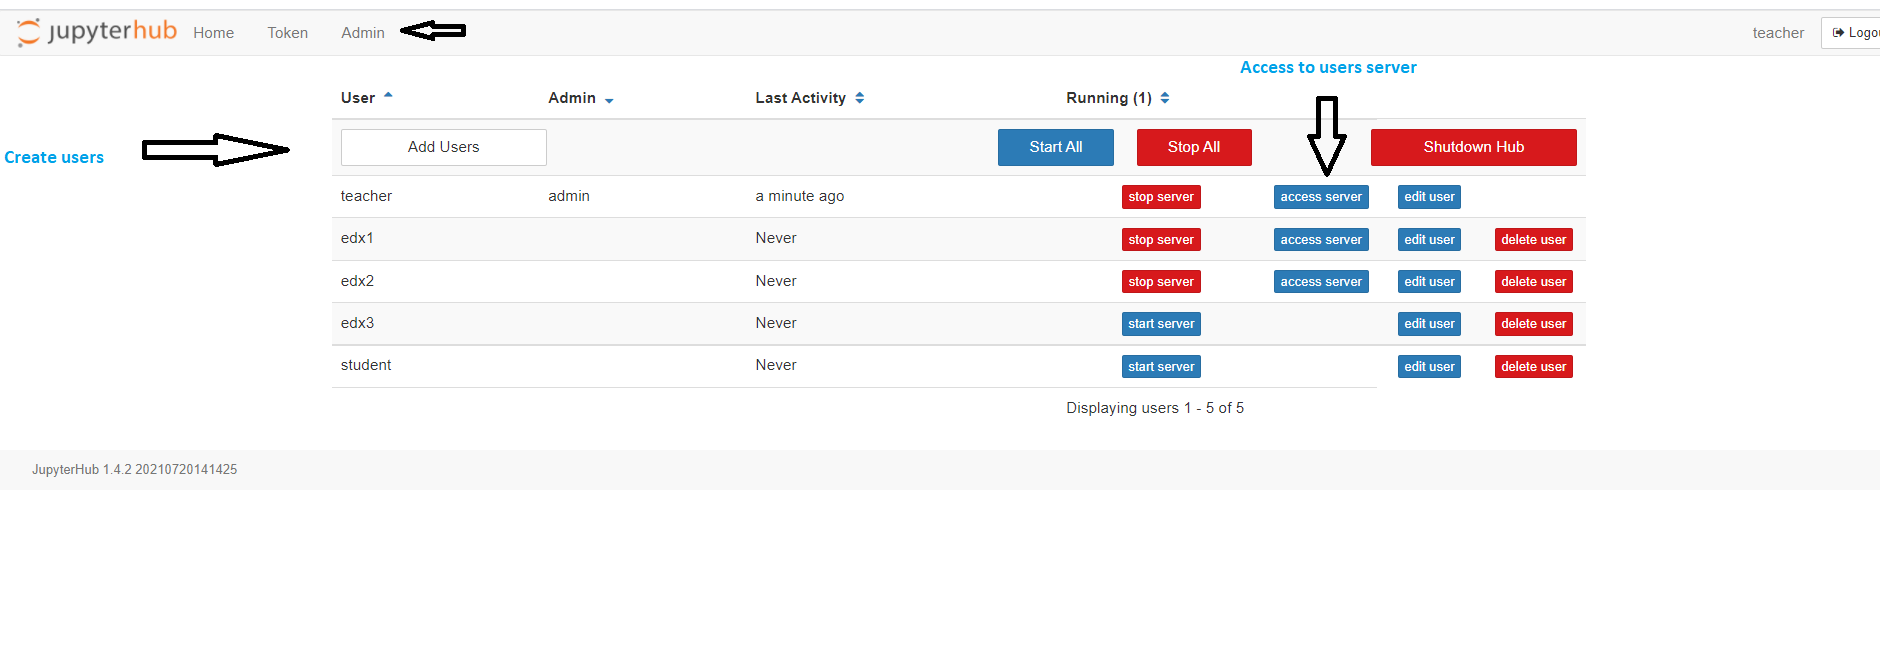 jupyterhub Home Token Admin teacher Logou
Access to users server
User Admin Last Activity Running (1)
Create users
Add Users Start All Stop All Shutdown Hub
teacher admin a minute ago stop server access server edit user
edx1 Never stop server access server edit user delete user
edx2 Never stop server access server edit user delete user
edx3 Never start server edit user delete user
student Never start server edit user delete user
Displaying users 1 - 5 of 5
JupyterHub 1.4.2 20210720141425